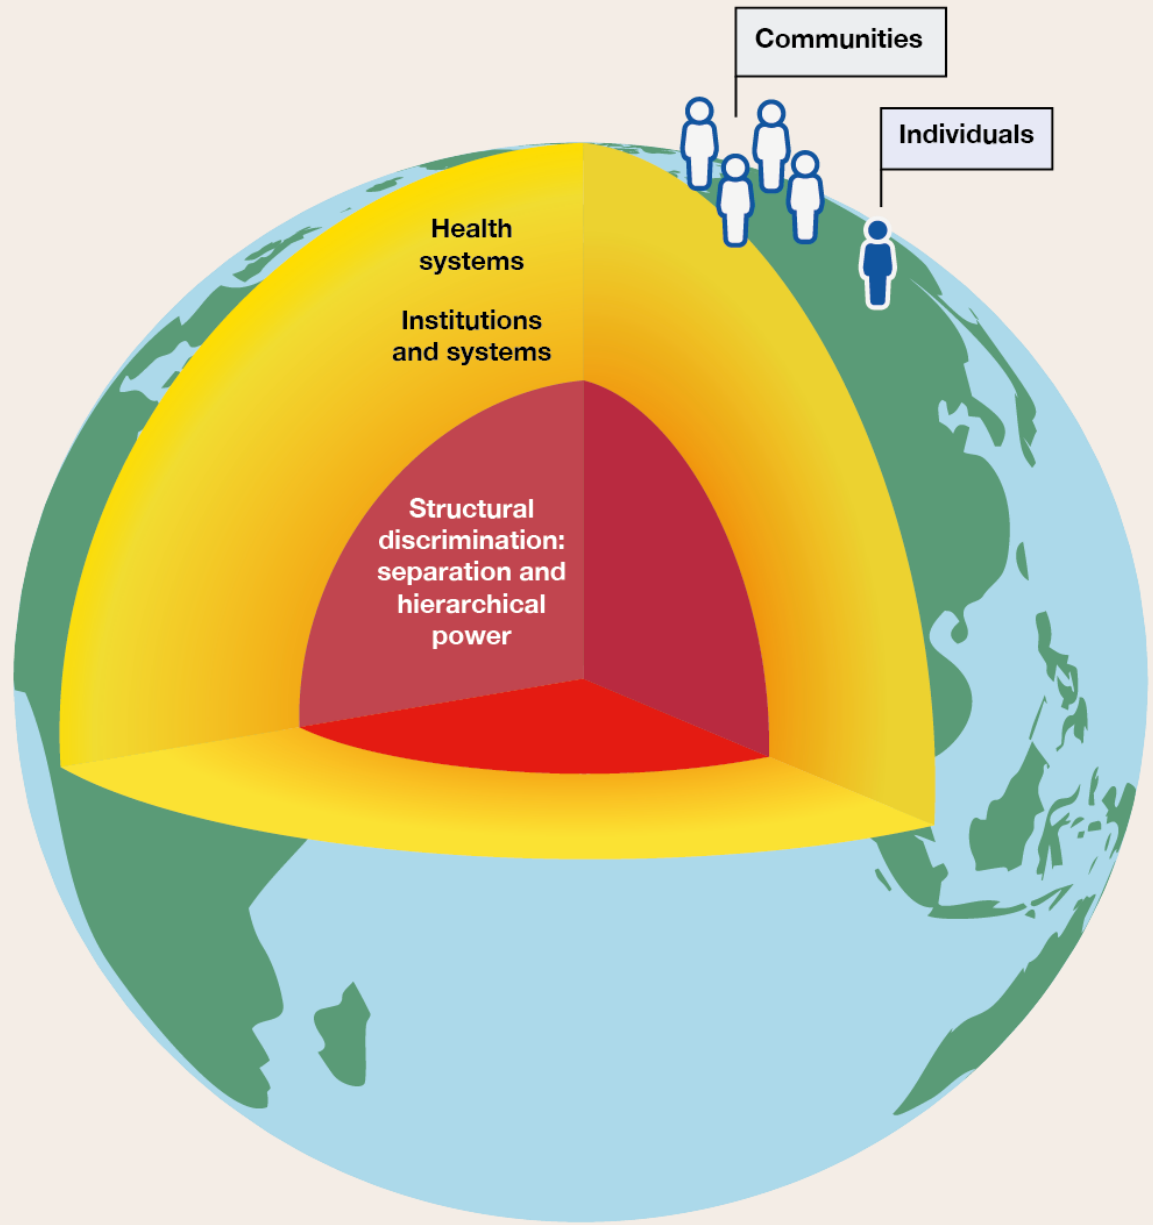 Communities
Individuals
Health
systems
Institutions
and systems
Structural
discrimination:
separation and
hierarchical
power